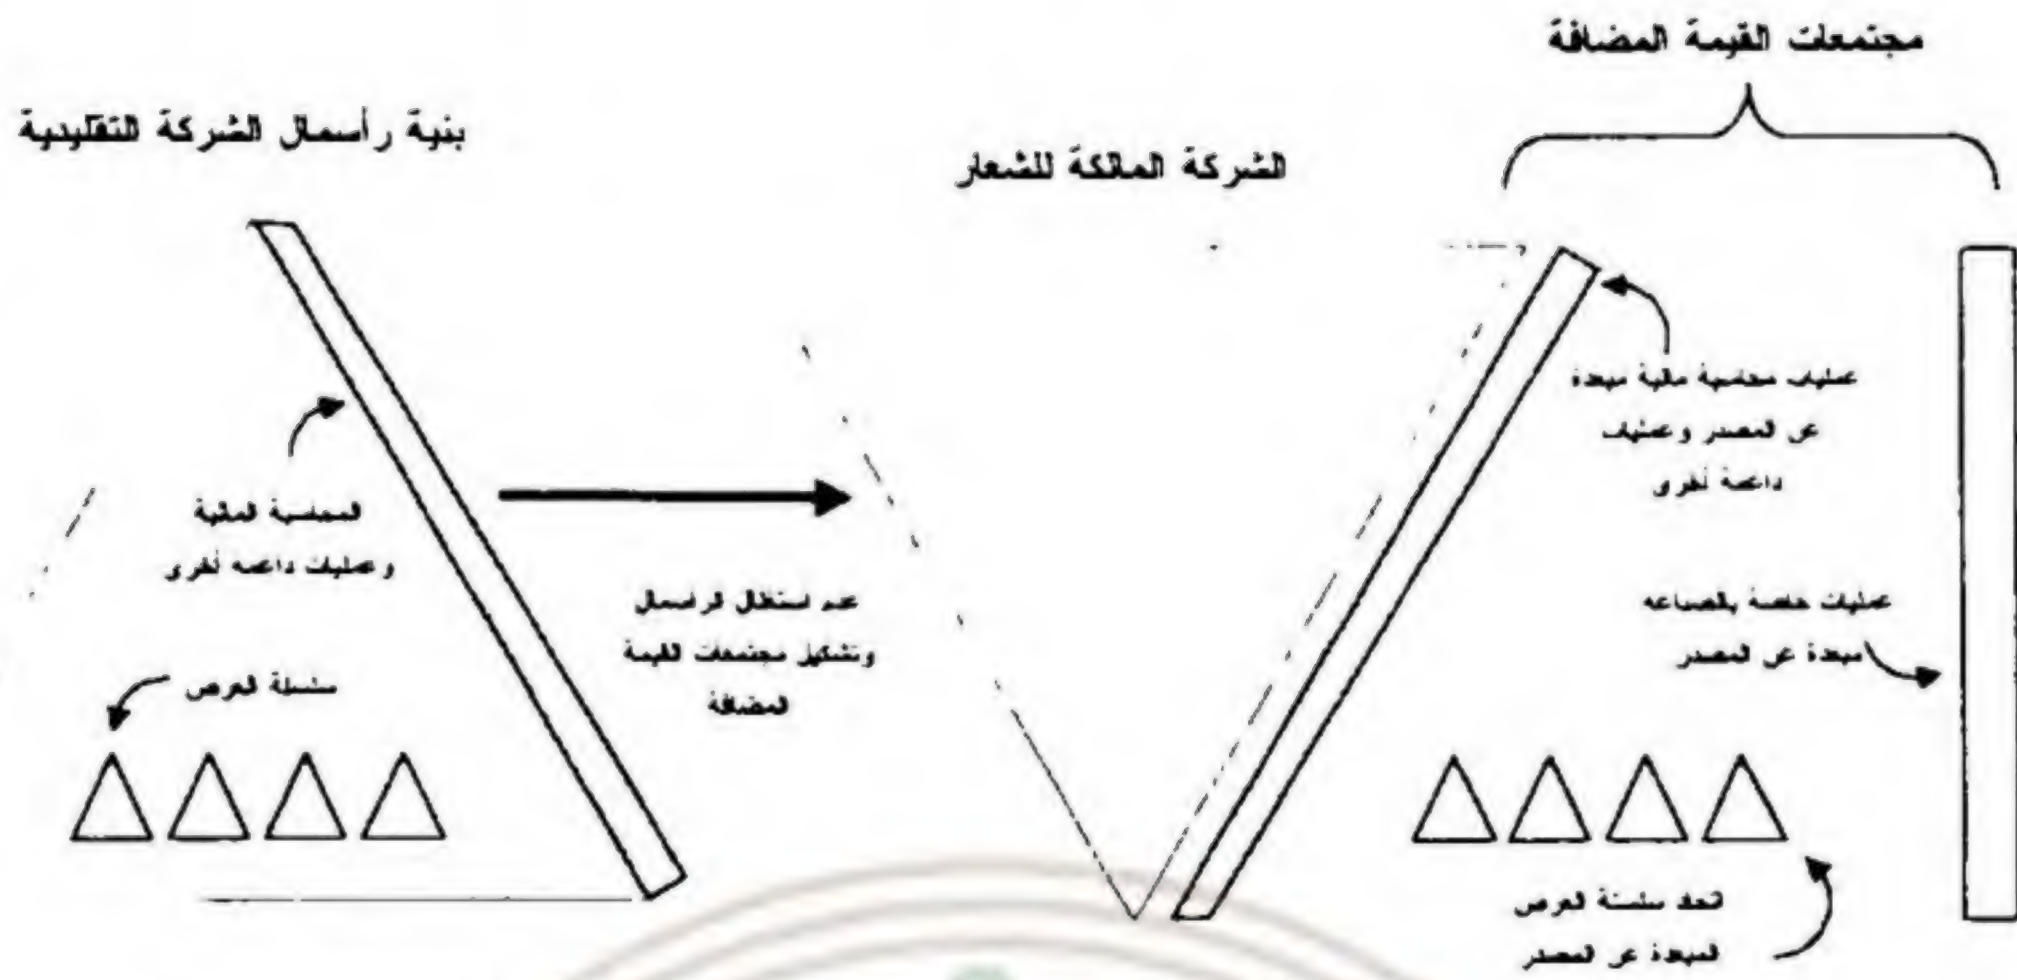 مجتمعات القيمة المضافة
بنية رأسمال الشركة التقليدية
الشركة المالكة للشعار
عمليات محاسبية مالية مبعدة
عن المصدر وعمليات
داعمة أخرى
المحاسبة المالية
وعمليات داعمة أخرى
عدم استغلال الرأسمال
وتشكيل مجتمعات القيمة
المضافة
عمليات خاصة بالصناعة
مبعدة عن المصدر
سلسلة العرض
اتحاد سلسلة العرض
المبعدة عن المصدر